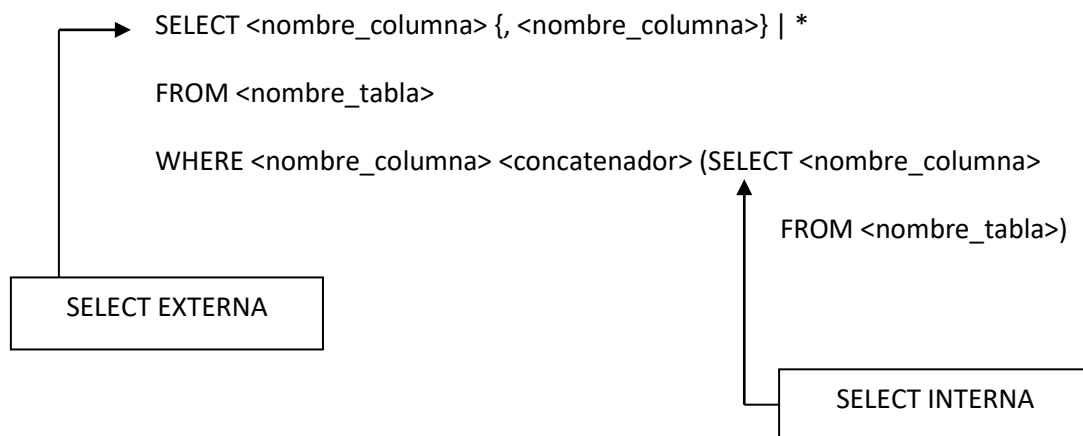 SELECT <nombre_columna> {, <nombre_columna>} | *
FROM <nombre_tabla>
WHERE <nombre_columna> <concatenador> (SELECT <nombre_columna>
FROM <nombre_tabla>)
SELECT EXTERNA
SELECT INTERNA